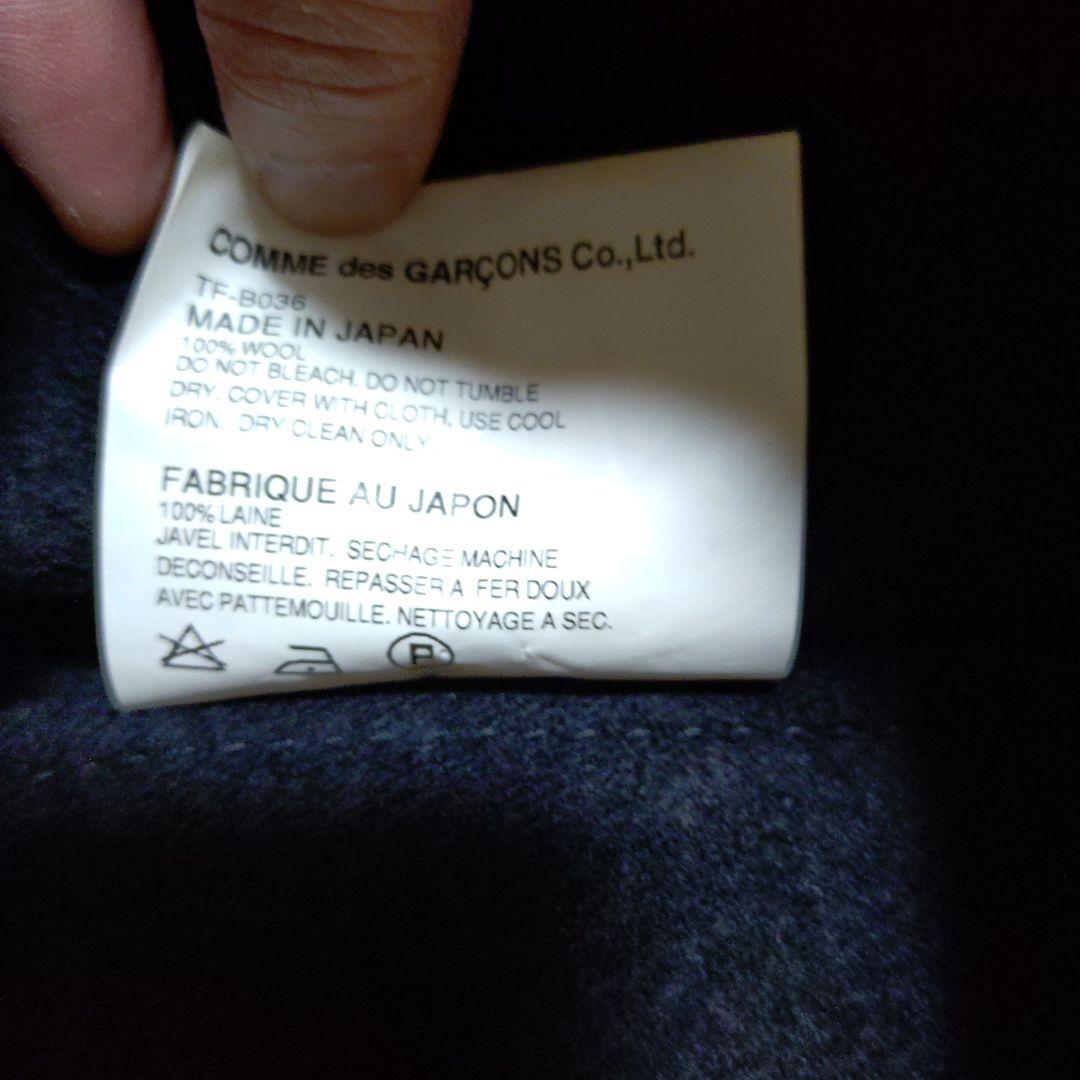 COMME des GARÇONS Co.,Ltd.
TF-B036
MADE IN JAPAN
100% WOOL
DO NOT BLEACH. DO NOT TUMBLE
DRY. COVER WITH CLOTH, USE COOL
IRON. DRY CLEAN ONLY
FABRIQUE AU JAPON
100% LAINE
JAVEL INTERDIT. SECHAGE MACHINE
DECONSEILLE. REPASSER A FER DOUX
AVEC PATTEMOUILLE. NETTOYAGE A SEC.
P